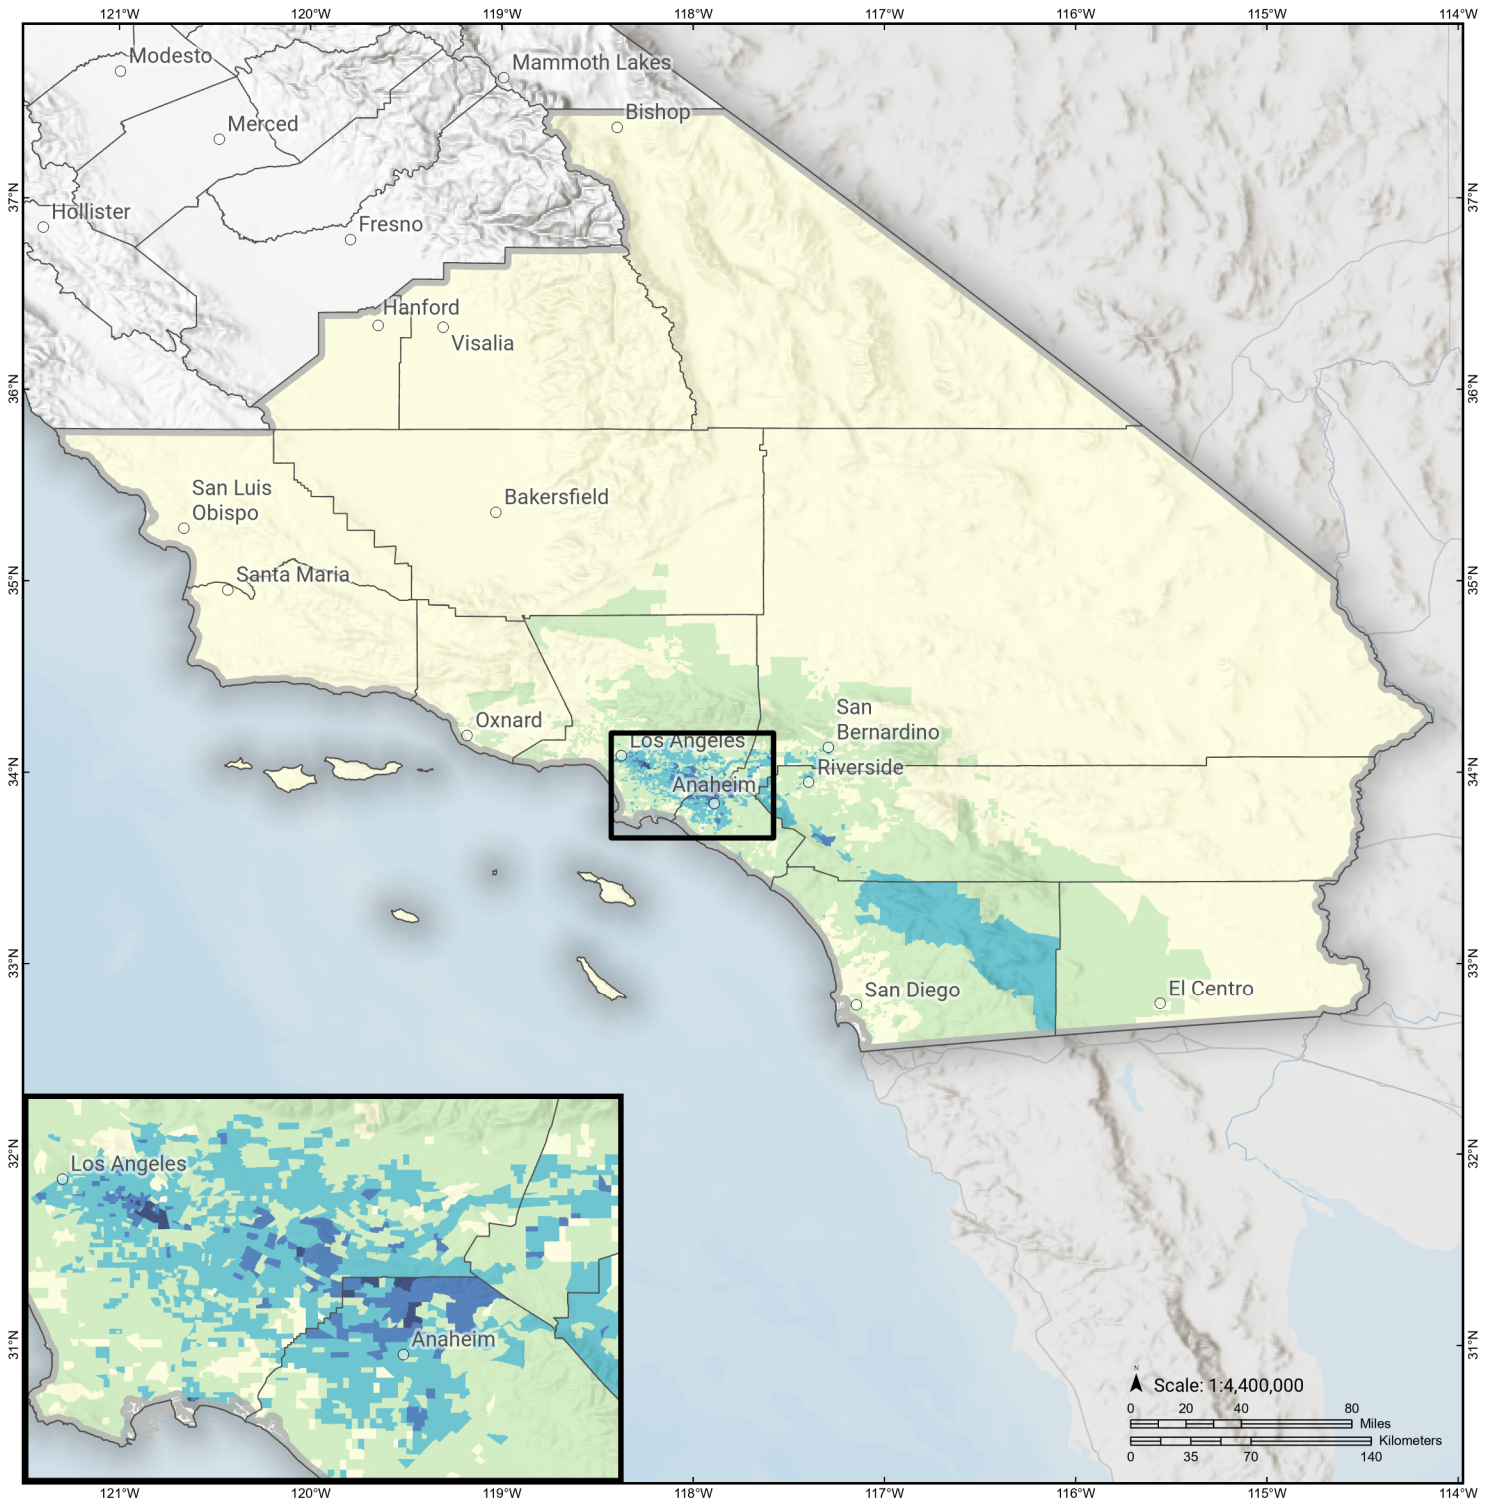 121°W 120°W 119°W 118°W 117°W 116°W 115°W 114°W
Modesto
Mammoth Lakes
Bishop
Merced
37°N
37°N
Hollister
Fresno
Hanford
Visalia
36°N
36°N
San Luis
Obispo
Bakersfield
Santa Maria
35°N
35°N
Oxnard
San
Bernardino
Los Angeles
Riverside
34°N
34°N
Anaheim
33°N
33°N
San Diego
El Centro
32°N
32°N
Los Angeles
Anaheim
31°N
31°N
N
Scale: 1:4,400,000
0 20 40 80
Miles
Kilometers
0 35 70 140
121°W 120°W 119°W 118°W 117°W 116°W 115°W 114°W